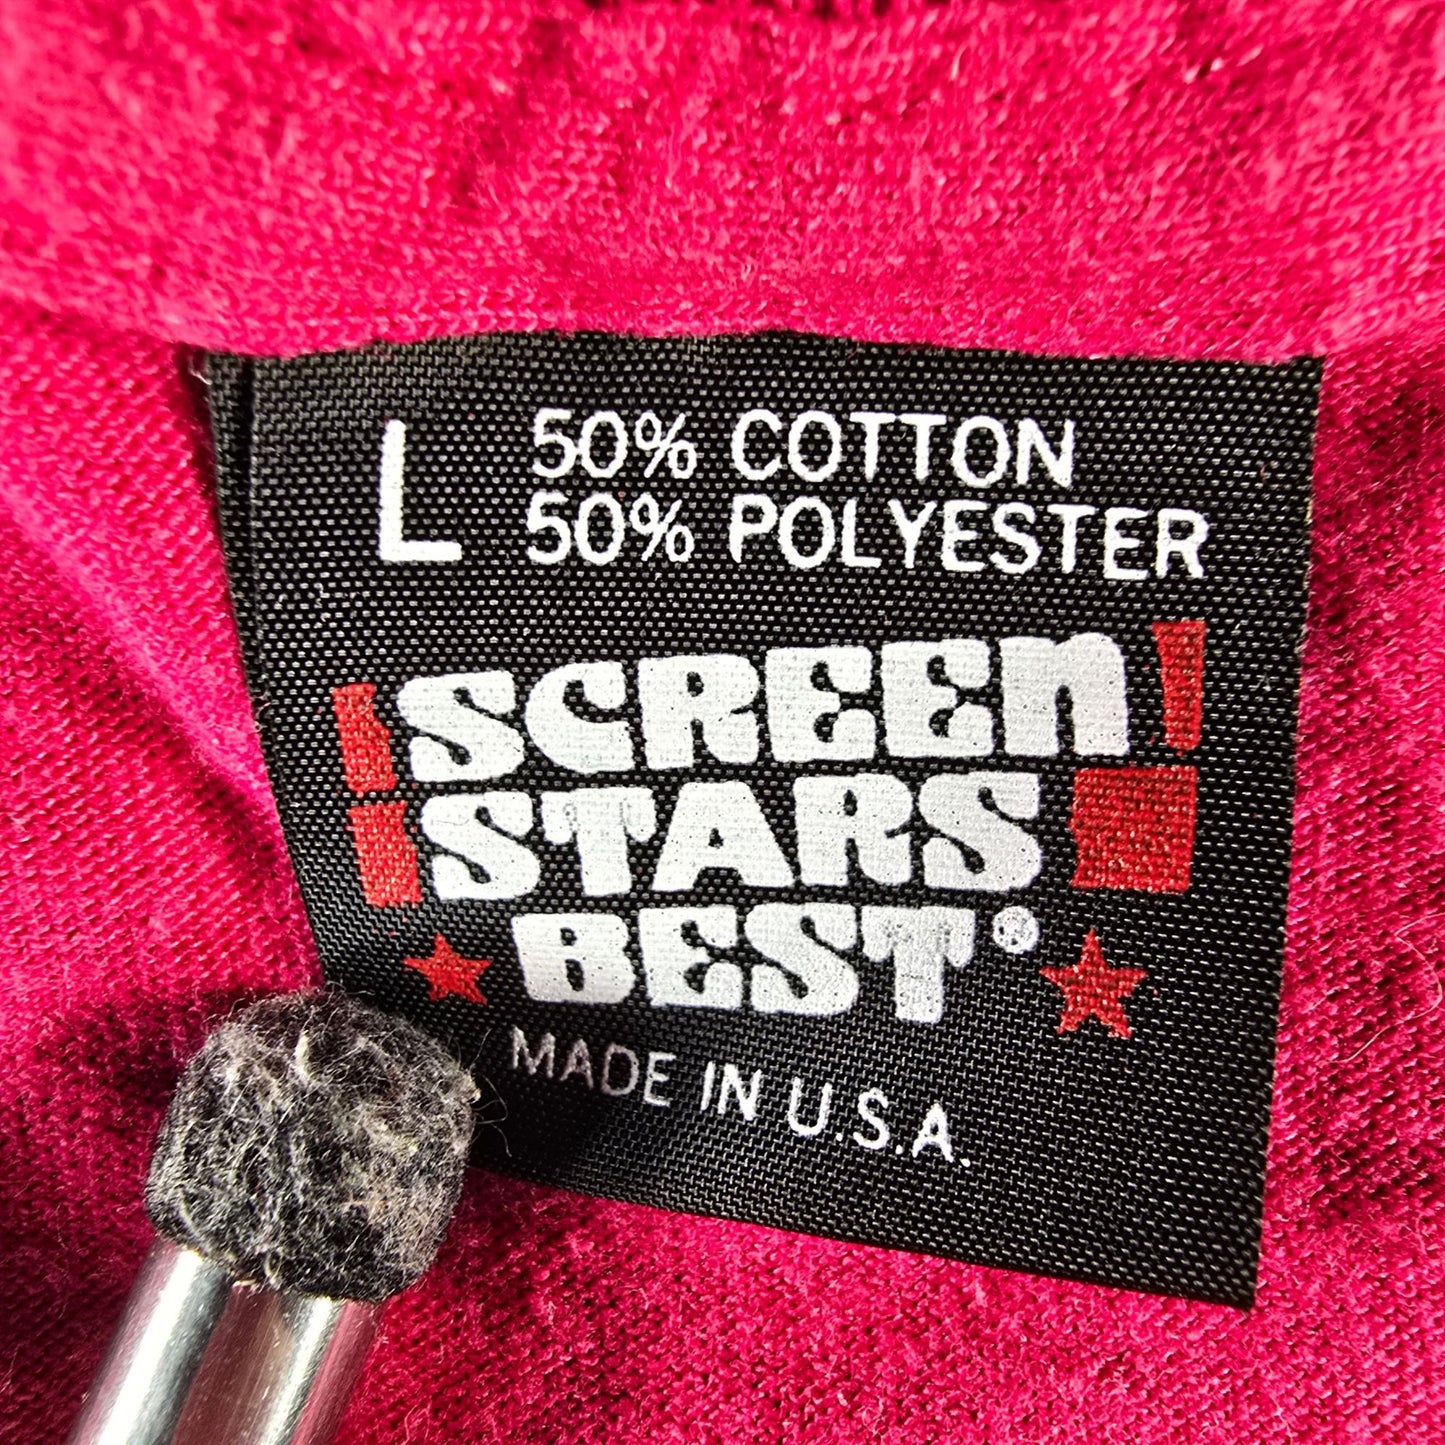 L 50% COTTON
50% POLYESTER
SCREEN
STARS
BEST®
MADE IN U.S.A.